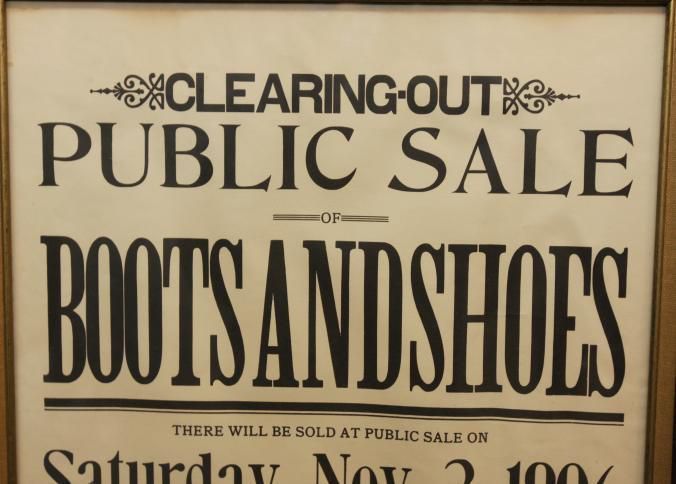 CLEARING-OUT
PUBLIC SALE
OF
BOOTS AND SHOES
THERE WILL BE SOLD AT PUBLIC SALE ON
Saturday, Nov.